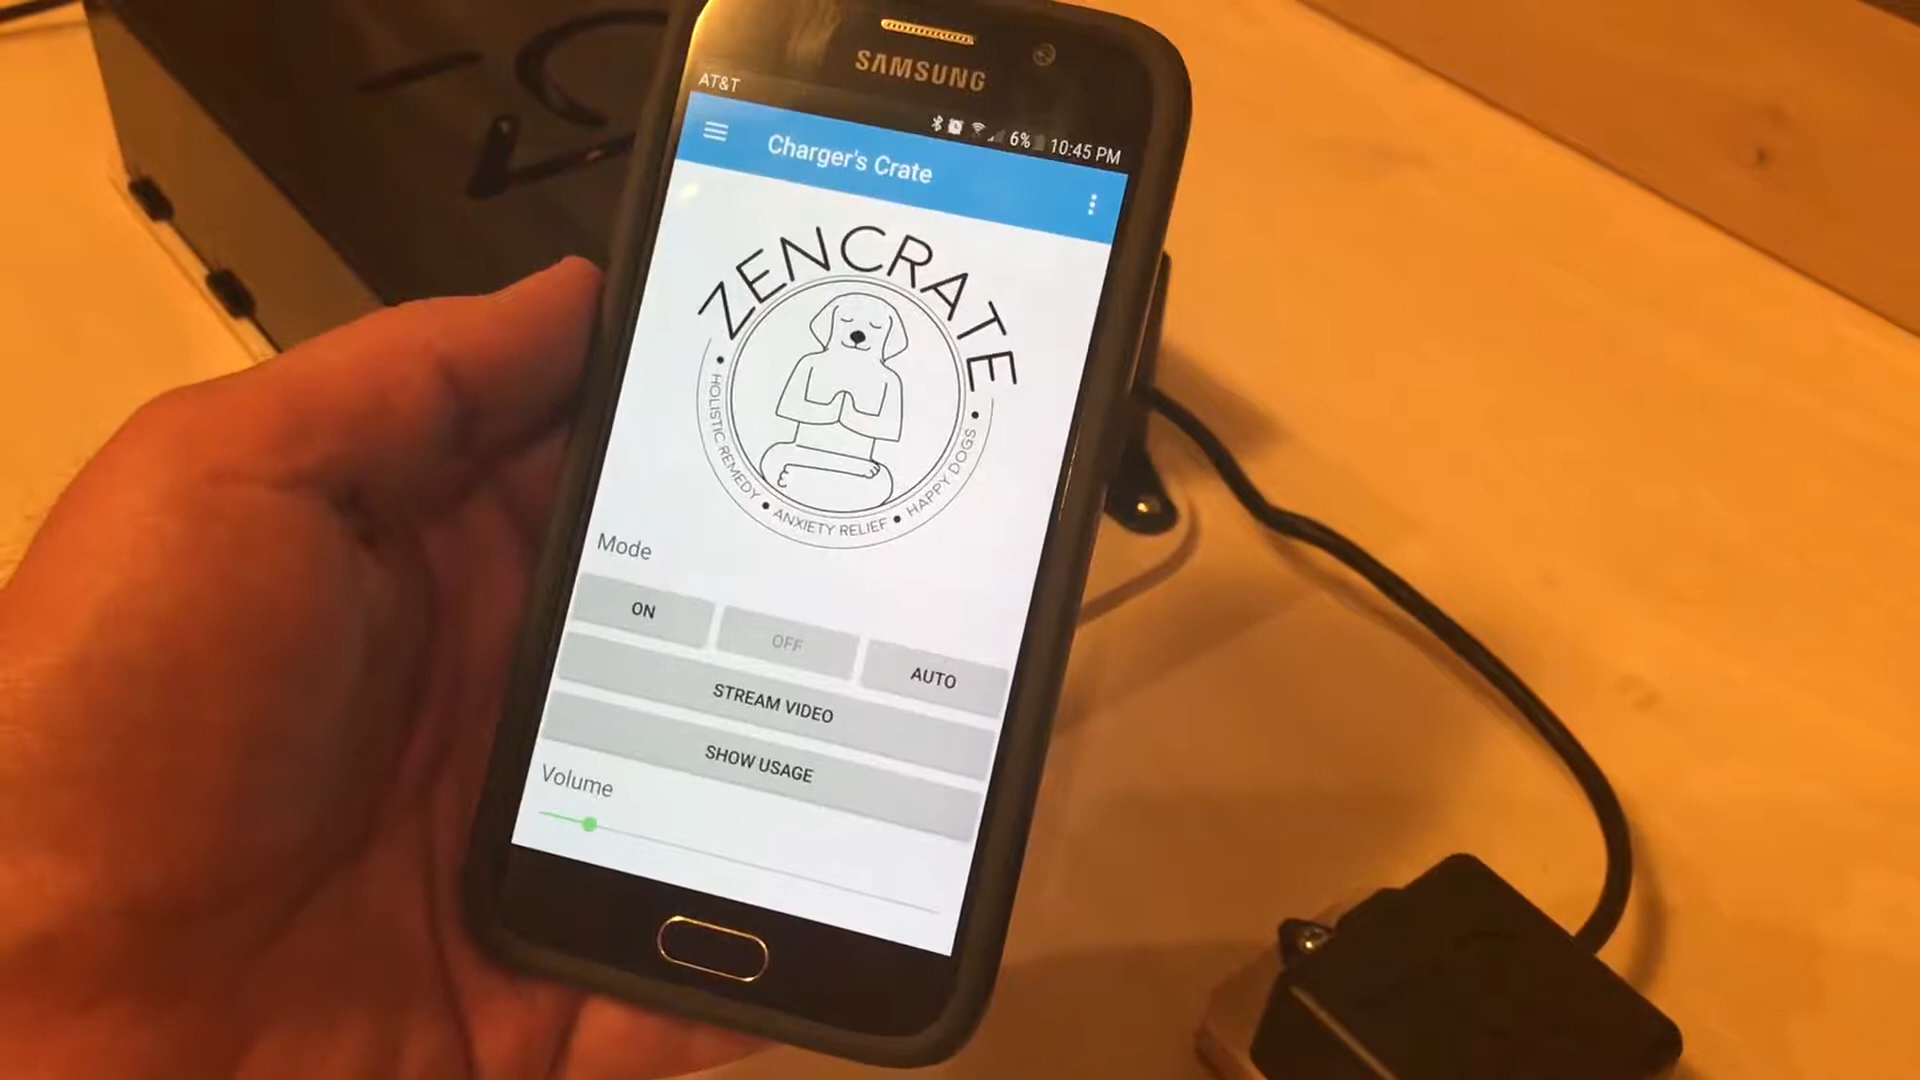 SAMSUNG
AT&T
6% 10:45 PM
Charger's Crate
ZENCRATE
HOLISTIC REMEDY • ANXIETY RELIEF • HAPPY DOGS
Mode
ON
OFF
AUTO
STREAM VIDEO
SHOW USAGE
Volume